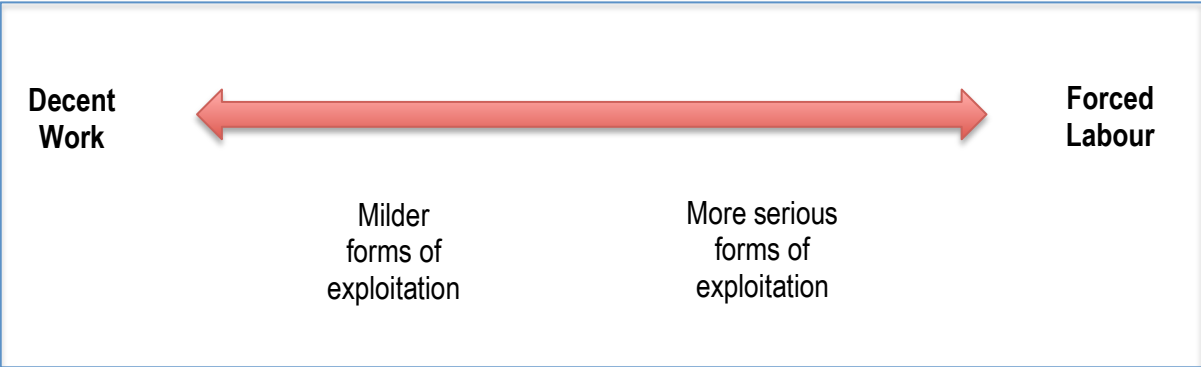 Decent
Work
Forced
Labour
Milder
forms of
exploitation
More serious
forms of
exploitation